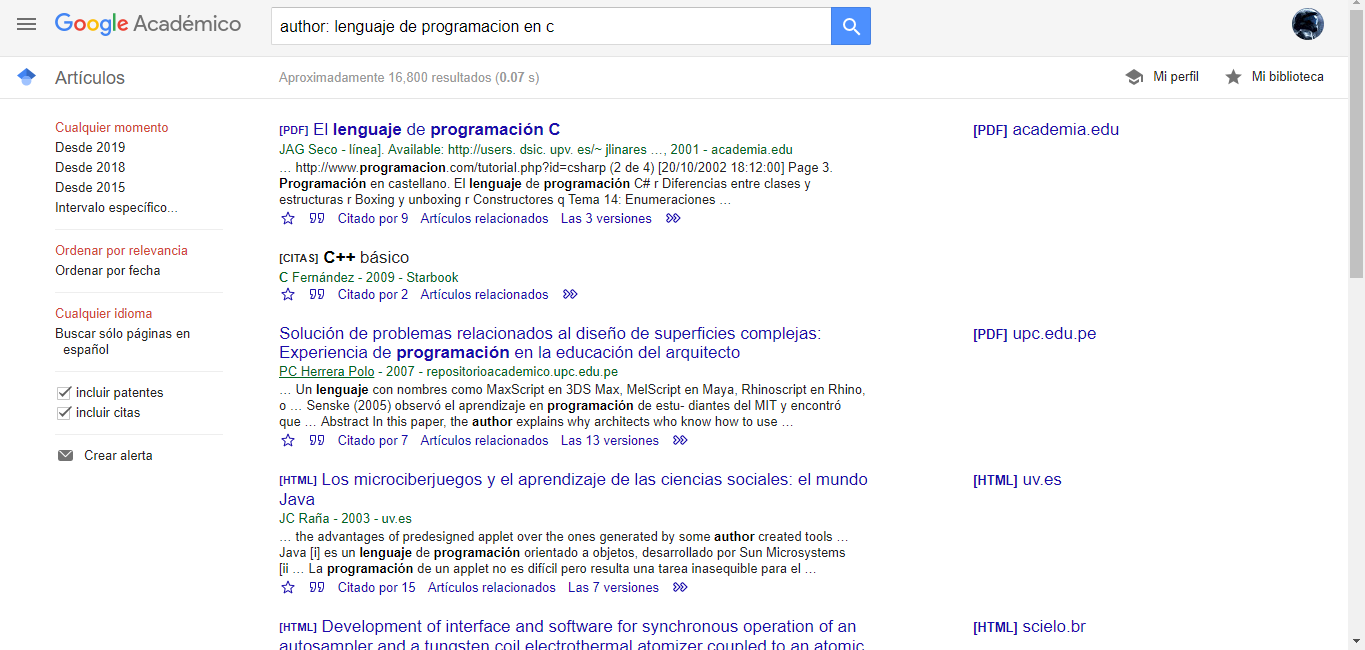 Google Académico
author: lenguaje de programacion en c
Artículos
Aproximadamente 16,800 resultados (0.07 s)
Mi perfil
Mi biblioteca
Cualquier momento
Desde 2019
Desde 2018
Desde 2015
Intervalo específico...
Ordenar por relevancia
Ordenar por fecha
Cualquier idioma
Buscar sólo páginas en
español
incluir patentes
incluir citas
Crear alerta
[PDF] El lenguaje de programación C
JAG Seco - línea]. Available: http://users. dsic. upv. es/~ jlinares …, 2001 - academia.edu
… http://www.programacion.com/tutorial.php?id=csharp (2 de 4) [20/10/2002 18:12:00] Page 3.
Programación en castellano. El lenguaje de programación C# r Diferencias entre clases y
estructuras r Boxing y unboxing r Constructores q Tema 14: Enumeraciones …
Citado por 9 Artículos relacionados Las 3 versiones
[PDF] academia.edu
[CITAS] C++ básico
C Fernández - 2009 - Starbook
Citado por 2 Artículos relacionados
Solución de problemas relacionados al diseño de superficies complejas:
Experiencia de programación en la educación del arquitecto
PC Herrera Polo - 2007 - repositorioacademico.upc.edu.pe
… Un lenguaje con nombres como MaxScript en 3DS Max, MelScript en Maya, Rhinoscript en Rhino,
o … Senske (2005) observó el aprendizaje en programación de estu- diantes del MIT y encontró
que … Abstract In this paper, the author explains why architects who know how to use …
Citado por 7 Artículos relacionados Las 13 versiones
[PDF] upc.edu.pe
[HTML] Los microciberjuegos y el aprendizaje de las ciencias sociales: el mundo
Java
JC Raña - 2003 - uv.es
… the advantages of predesigned applet over the ones generated by some author created tools …
Java [i] es un lenguaje de programación orientado a objetos, desarrollado por Sun Microsystems
[ii … La programación de un applet no es difícil pero resulta una tarea inasequible para el …
Citado por 15 Artículos relacionados Las 7 versiones
[HTML] uv.es
[HTML] Development of interface and software for synchronous operation of an
autosampler and a tungsten coil electrothermal atomizer coupled to an atomic
[HTML] scielo.br